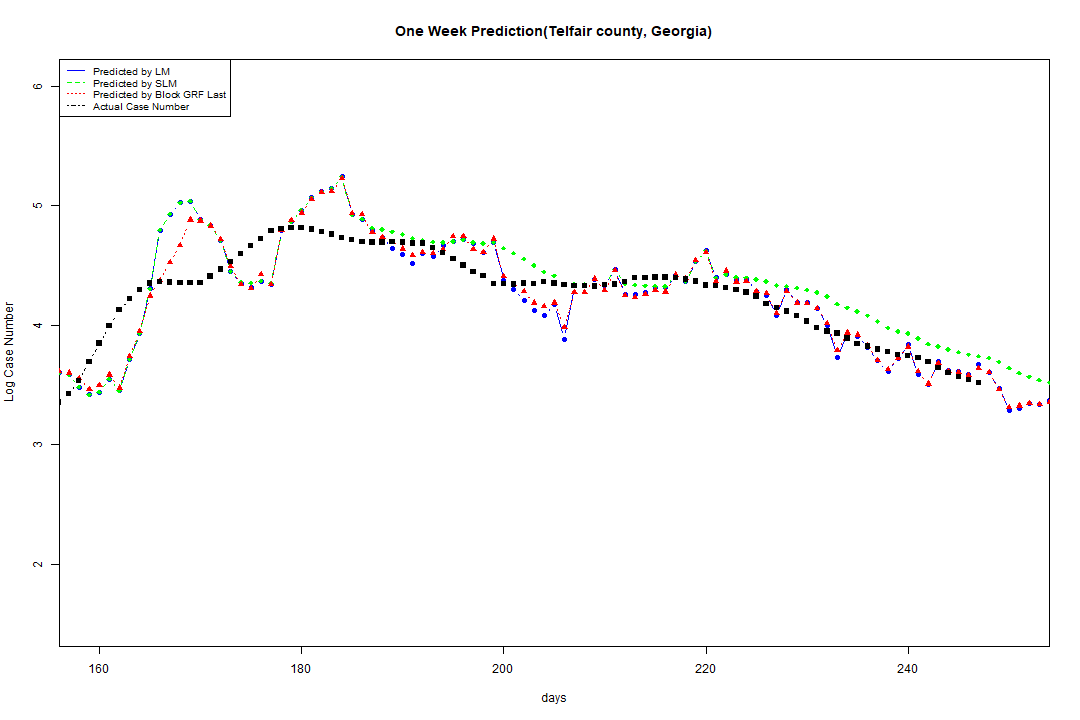 One Week Prediction(Telfair county, Georgia)
Predicted by LM
Predicted by SLM
Predicted by Block GRF Last
Actual Case Number
6
5
4
3
2
Log Case Number
160 180 200 220 240
days